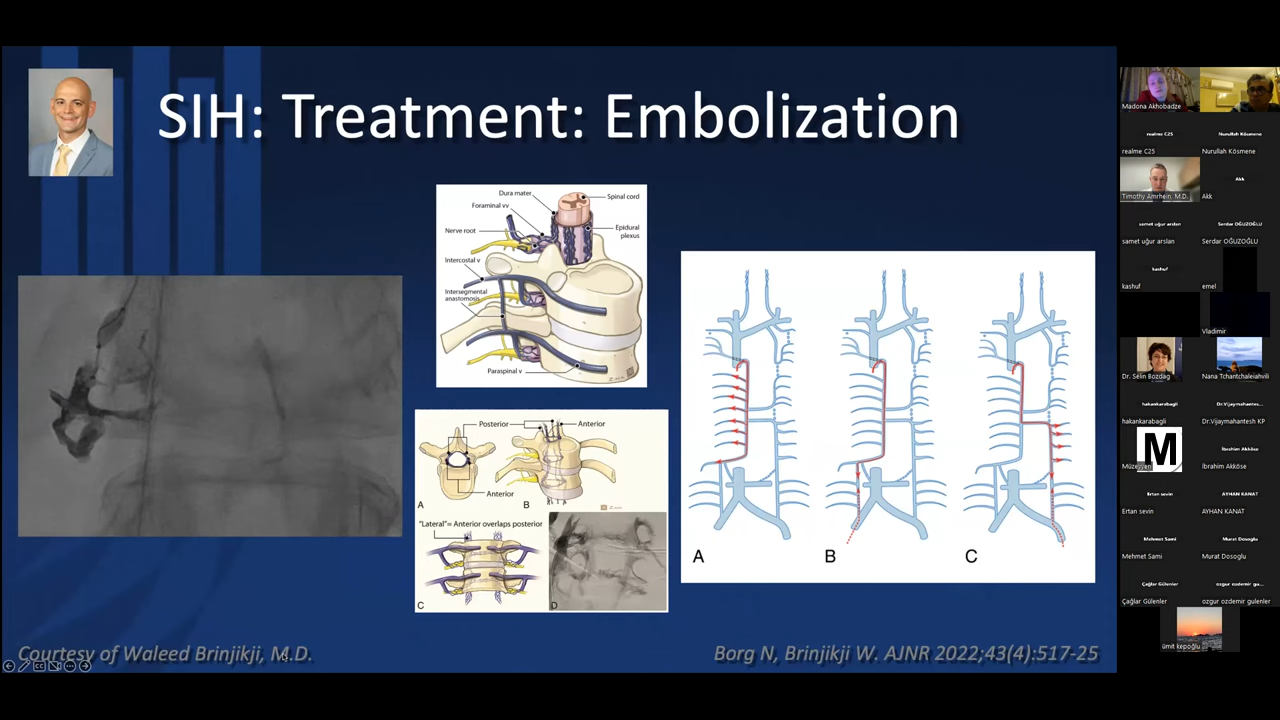 SIH: Treatment: Embolization
Dura mater
Spinal cord
Foraminal vv
Nerve root
Epidural
plexus
Intercostal v
Intersegmental
anastomosis
Paraspinal v
Posterior
Anterior
Anterior
A
B
"Lateral"= Anterior overlaps posterior
C
D
A
B
C
Courtesy of Waleed Brinjikji, M.D.
Borg N, Brinjikji W. AJNR 2022;43(4):517-25
Madona Akhobadze
realme C25
Nurullah Kösmene
realme C25
Nurullah Kösmene
Timothy Amrhein, M.D.
Akk
Akk
samet uğur arslan
Serdar OĞUZOĞLU
samet uğur arslan
Serdar OĞUZOĞLU
kashuf
kashuf
emel
Vladimir
Dr. Selin Bozdag
Nana Tchantchaleiahvili
hakankarabagli
Dr.Vijaymahantes...
hakankarabagli
Dr.Vijaymahantesh KP
M
İbrahim Akköse
İbrahim Akköse
Ertan sevin
AYHAN KANAT
Ertan sevin
AYHAN KANAT
Mehmet Sami
Murat Dosoglu
Mehmet Sami
Murat Dosoglu
Çağlar Gülenler
ozgur ozdemir gu...
Çağlar Gülenler
ozgur ozdemir gulenler
ümit kepoğlu